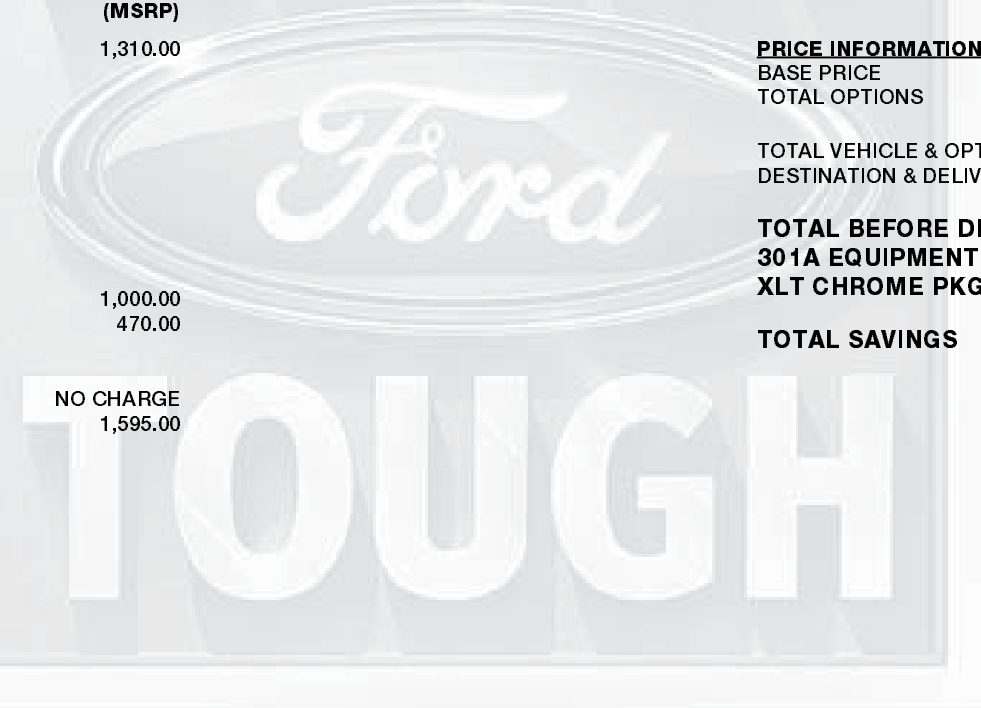 (MSRP)
1,310.00
1,000.00
470.00
NO CHARGE
1,595.00
Ford
TOUGH
PRICE INFORMATION
BASE PRICE
TOTAL OPTIONS
TOTAL VEHICLE & OPT
DESTINATION & DELIV
TOTAL BEFORE DI
301A EQUIPMENT
XLT CHROME PKG
TOTAL SAVINGS